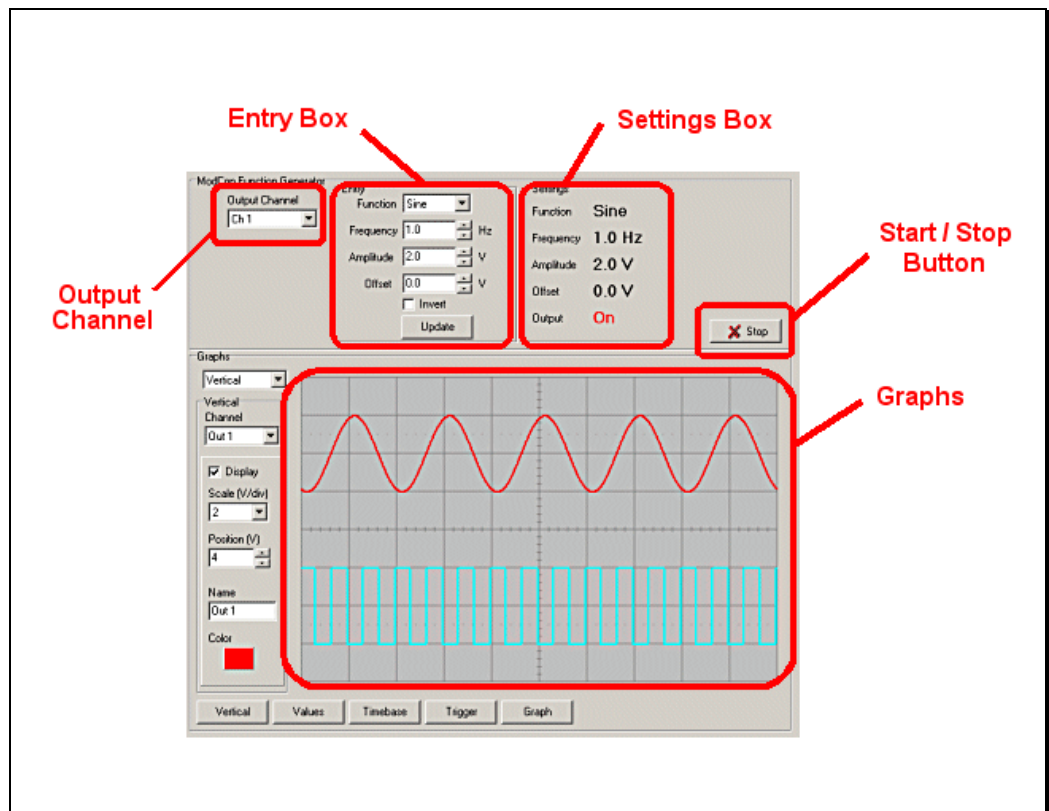 Entry Box
Settings Box
ModCon Function Generator
Output Channel
Ch 1
Entry
Function Sine
Frequency 1.0 Hz
Amplitude 2.0 V
Offset 0.0 V
Invert
Update
Settings
Function Sine
Frequency 1.0 Hz
Amplitude 2.0 V
Offset 0.0 V
Output On
Stop
Start / Stop
Button
Output
Channel
Graphs
Vertical
Vertical
Channel
Out 1
Display
Scale (V/div)
2
Position (V)
4
Name
Out 1
Color
Graphs
Vertical
Values
Timebase
Trigger
Graph